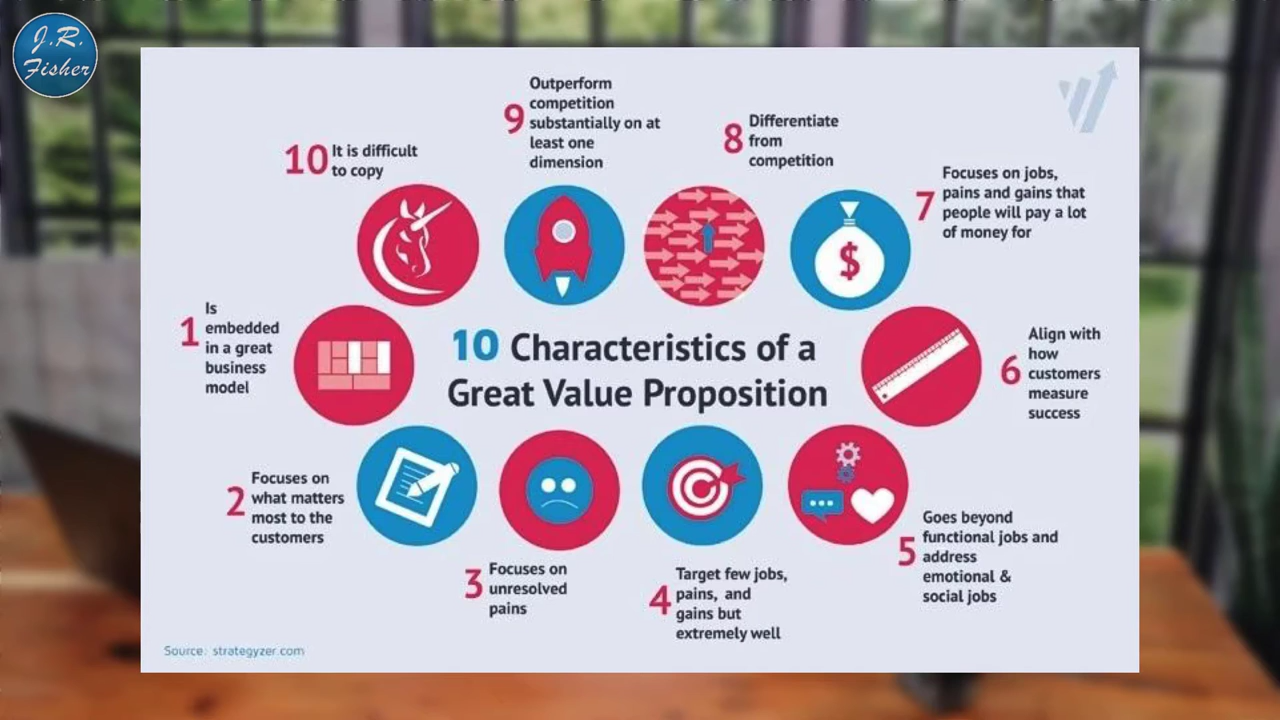 J.R.
Fisher
10 Characteristics of a
Great Value Proposition
1 Is
embedded
in a great
business
model
2 Focuses on
what matters
most to the
customers
3 Focuses on
unresolved
pains
4 Target few jobs,
pains, and
gains but
extremely well
5 Goes beyond
functional jobs and
address
emotional &
social jobs
6 Align with
how
customers
measure
success
7 Focuses on jobs,
pains and gains that
people will pay a lot
of money for
$
8 Differentiate
from
competition
9 Outperform
competition
substantially on at
least one
dimension
10 It is difficult
to copy
Source: strategyzer.com